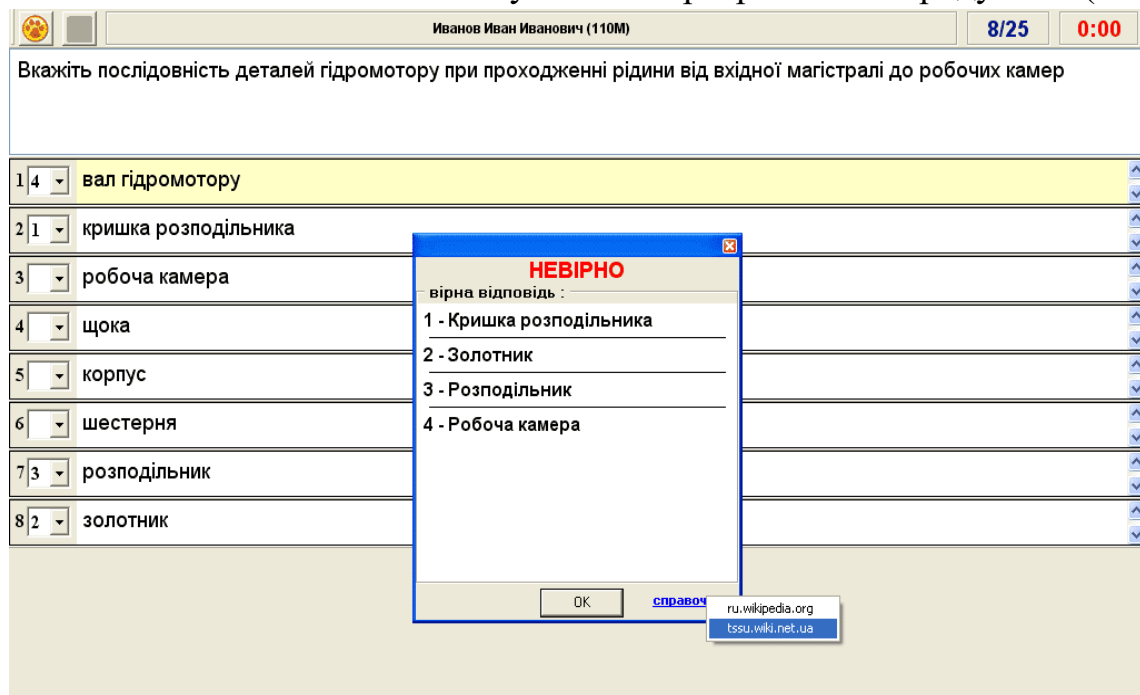 Иванов Иван Иванович (110М)
8/25
0:00
Вкажіть послідовність деталей гідромотору при проходженні рідини від вхідної магістралі до робочих камер
1 4 вал гідромотору
2 1 кришка розподільника
3 робоча камера
4 щока
5 корпус
6 шестерня
7 3 розподільник
8 2 золотник
НЕВІРНО
вірна відповідь :
1 - Кришка розподільника
2 - Золотник
3 - Розподільник
4 - Робоча камера
OK
справоч
ru.wikipedia.org
tssu.wiki.net.ua